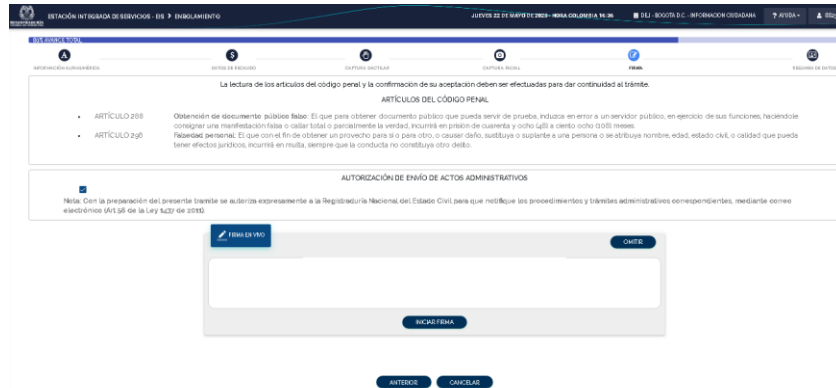 ESTACIÓN INTEGRADA DE SERVICIOS - EIS > ENROLAMIENTO
JUEVES 22 DE MAYO DE 2025 - HORA COLOMBIA 16:36
DEJ - BOGOTÁ D.C. - INFORMACION CIUDADANA
? AYUDA
AVANCE TOTAL
INFORMACIÓN ALFANUMÉRICA
DATOS DE RECAUDO
CAPTURA DACTILAR
CAPTURA FACIAL
FIRMA
RESUMEN DE DATOS
La lectura de los artículos del código penal y la confirmación de su aceptación deben ser efectuadas para dar continuidad al trámite.
ARTÍCULOS DEL CÓDIGO PENAL
ARTÍCULO 288
Obtención de documento público falso: El que para obtener documento público que pueda servir de prueba, induzca en error a un servidor público, en ejercicio de sus funciones, haciéndole
consignar una manifestación falsa o callar total o parcialmente la verdad, incurrirá en prisión de cuarenta y ocho (48) a ciento ocho (108) meses.
ARTÍCULO 296
Falsedad personal: El que con el fin de obtener un provecho para sí o para otro, o causar daño, sustituya o suplante a una persona o se atribuya nombre, edad, estado civil, o calidad que pueda
tener efectos jurídicos, incurrirá en multa, siempre que la conducta no constituya otro delito.
AUTORIZACIÓN DE ENVÍO DE ACTOS ADMINISTRATIVOS
Nota: Con la preparación del presente tramite se autoriza expresamente a la Registraduría Nacional del Estado Civil para que notifique los procedimientos y trámites administrativos correspondientes, mediante correo
electrónico (Art 56 de la Ley 1437 de 2011).
FIRMA EN VIVO
OMITIR
INICIAR FIRMA
ANTERIOR
CANCELAR